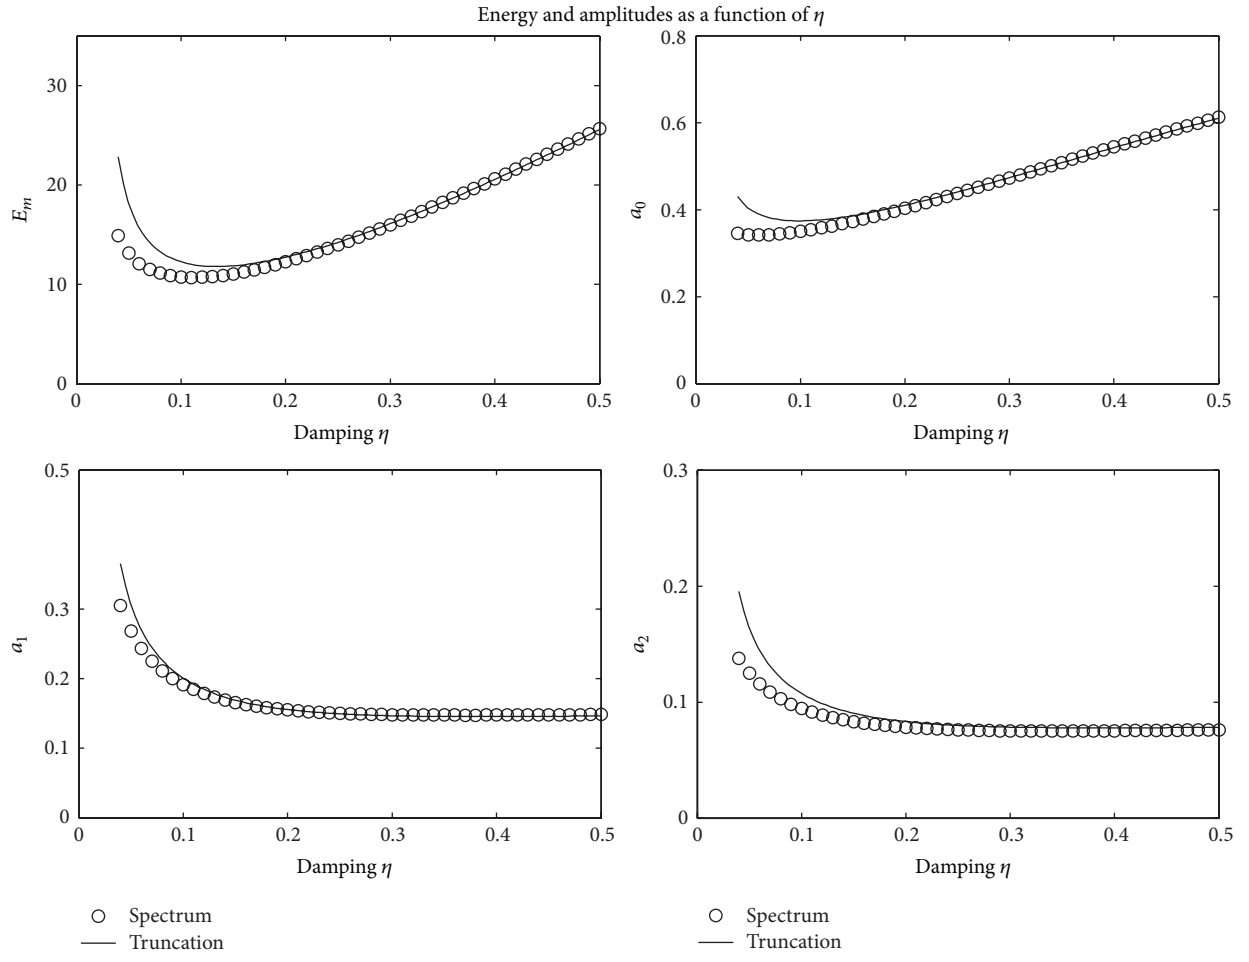 Energy and amplitudes as a function of η
30
20
10
0
E_m
0 0.1 0.2 0.3 0.4 0.5
Damping η
0.8
0.6
0.4
0.2
0
a_0
0 0.1 0.2 0.3 0.4 0.5
Damping η
0.5
0.3
0.2
0.1
0
a_1
0 0.1 0.2 0.3 0.4 0.5
Damping η
0.3
0.2
0.1
0
a_2
0 0.1 0.2 0.3 0.4 0.5
Damping η
Spectrum
Truncation
Spectrum
Truncation